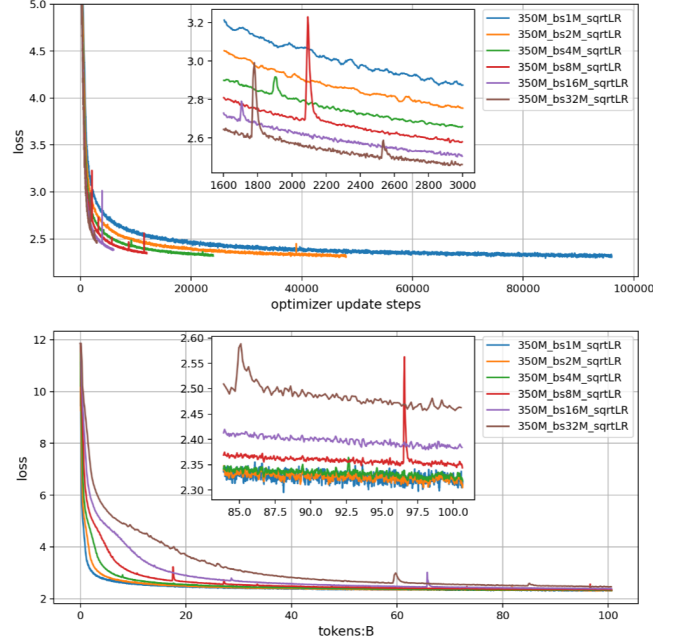 5.0
4.5
4.0
3.5
3.0
2.5
loss
3.2
3.0
2.8
2.6
1600 1800 2000 2200 2400 2600 2800 3000
350M_bs1M_sqrtLR
350M_bs2M_sqrtLR
350M_bs4M_sqrtLR
350M_bs8M_sqrtLR
350M_bs16M_sqrtLR
350M_bs32M_sqrtLR
0 20000 40000 60000 80000 100000
optimizer update steps
12
10
8
6
4
2
loss
2.60
2.55
2.50
2.45
2.40
2.35
2.30
85.0 87.5 90.0 92.5 95.0 97.5 100.0
350M_bs1M_sqrtLR
350M_bs2M_sqrtLR
350M_bs4M_sqrtLR
350M_bs8M_sqrtLR
350M_bs16M_sqrtLR
350M_bs32M_sqrtLR
0 20 40 60 80 100
tokens:B